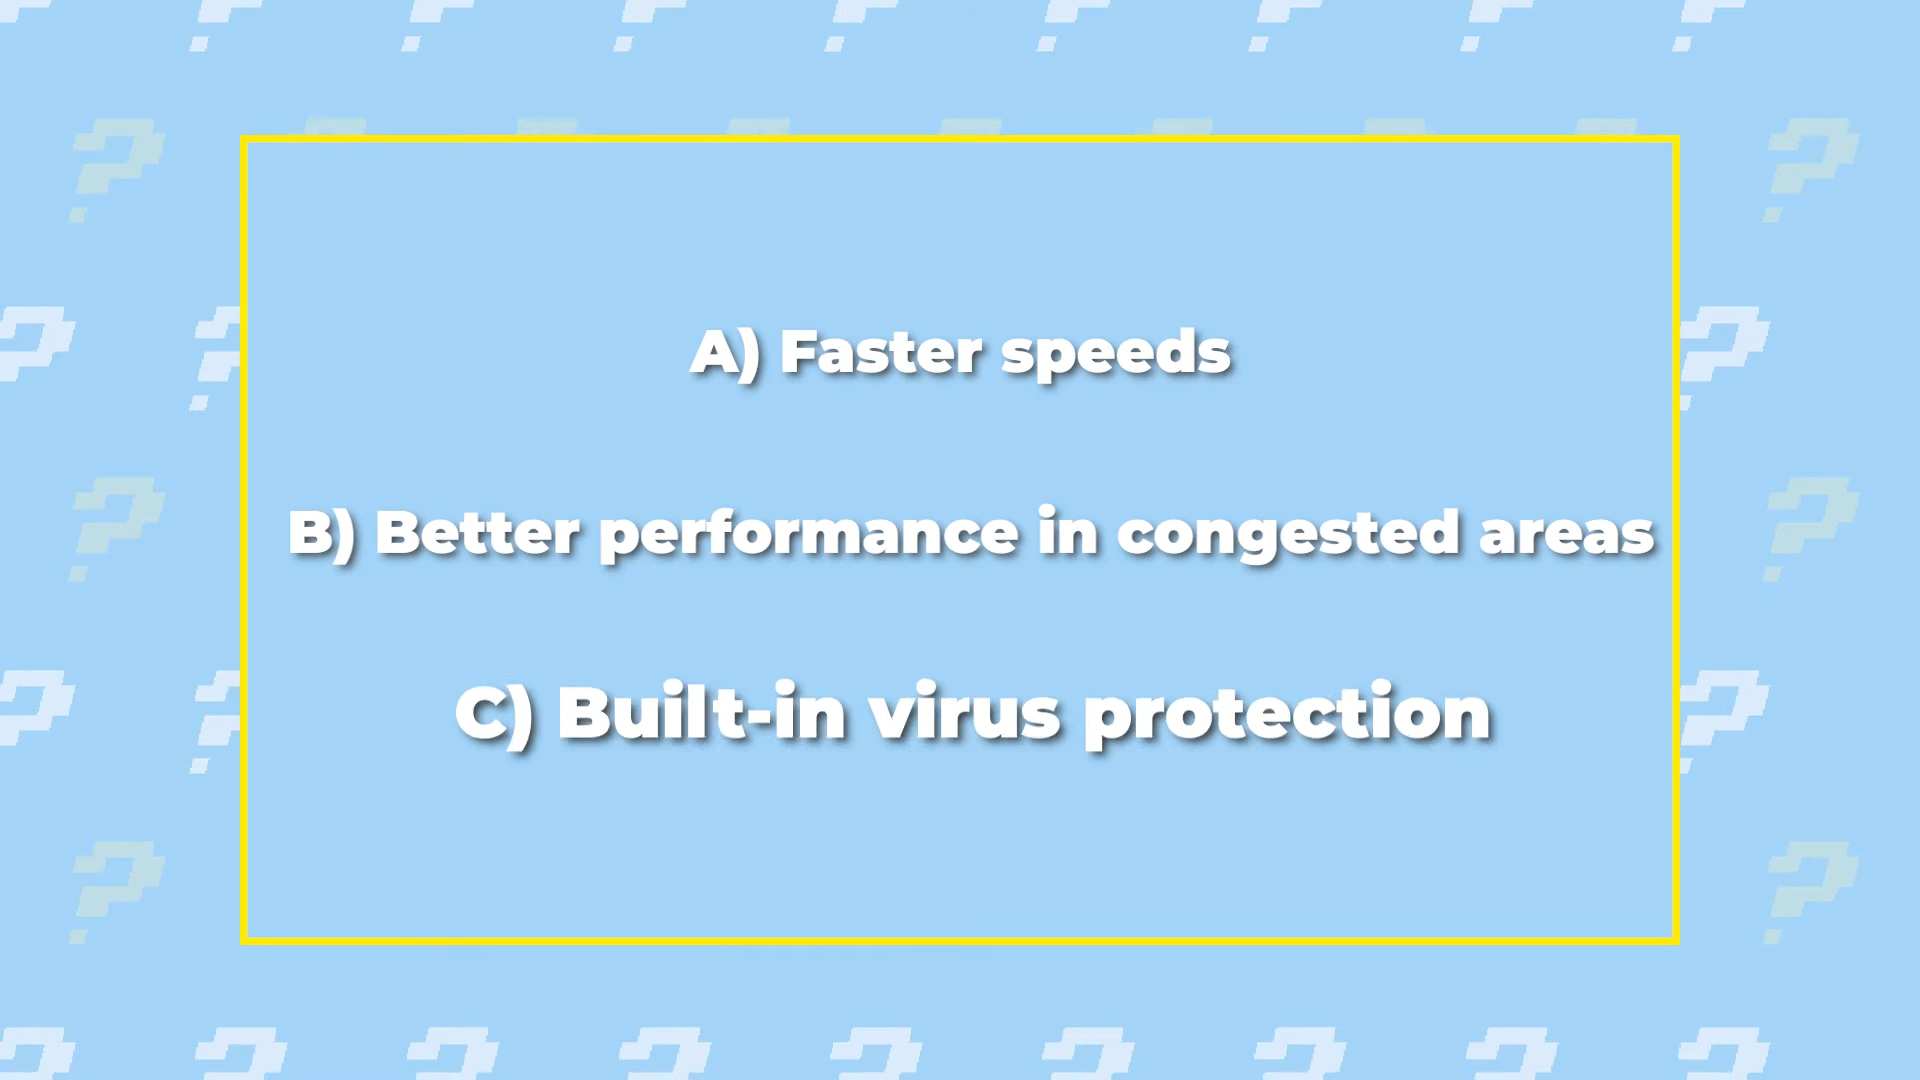 A) Faster speeds
B) Better performance in congested areas
C) Built-in virus protection